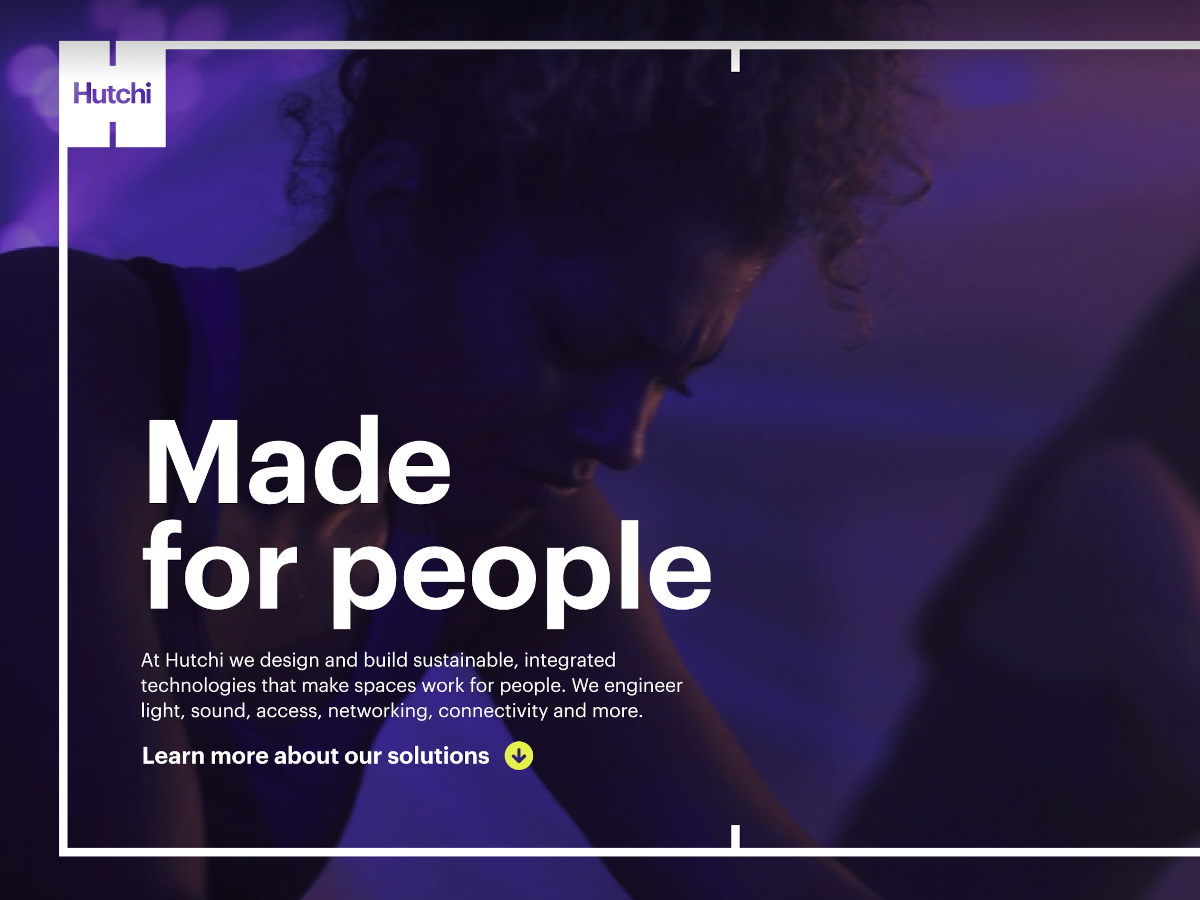 Hutchi
Made
for people
At Hutchi we design and build sustainable, integrated
technologies that make spaces work for people. We engineer
light, sound, access, networking, connectivity and more.
Learn more about our solutions